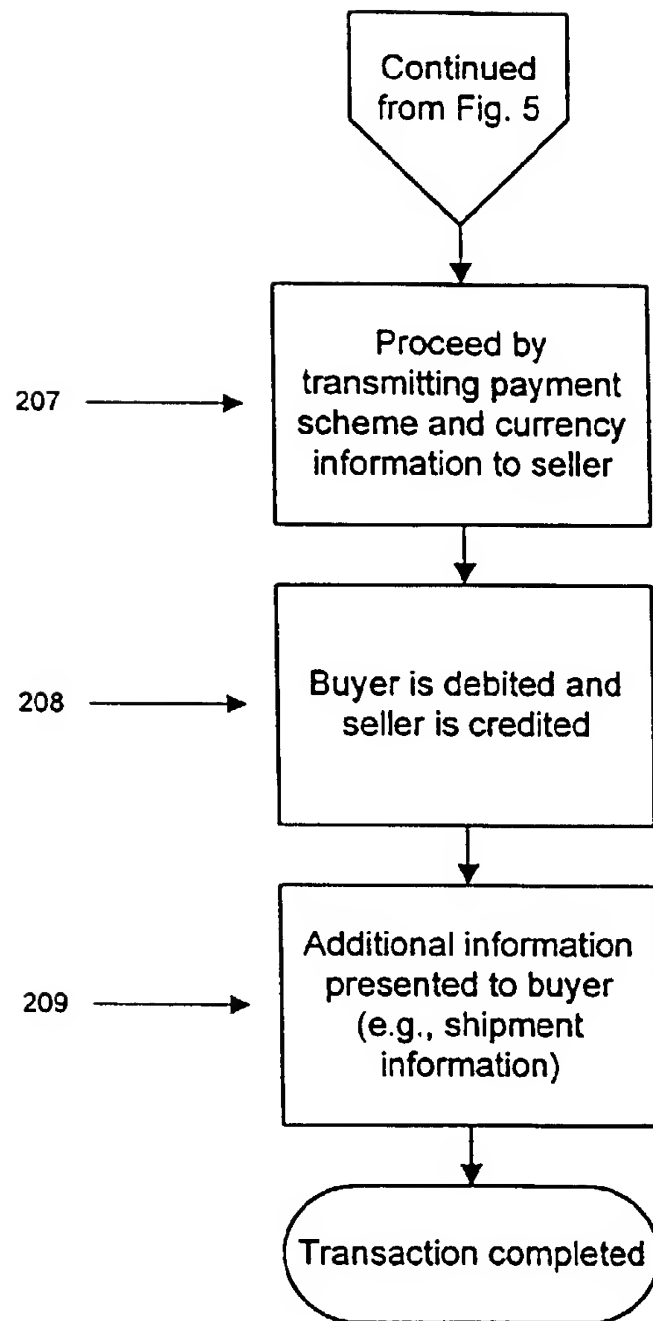 Continued
from Fig. 5
Proceed by
transmitting payment
scheme and currency
information to seller
207
Buyer is debited and
seller is credited
208
Additional information
presented to buyer
(e.g., shipment
information)
209
Transaction completed